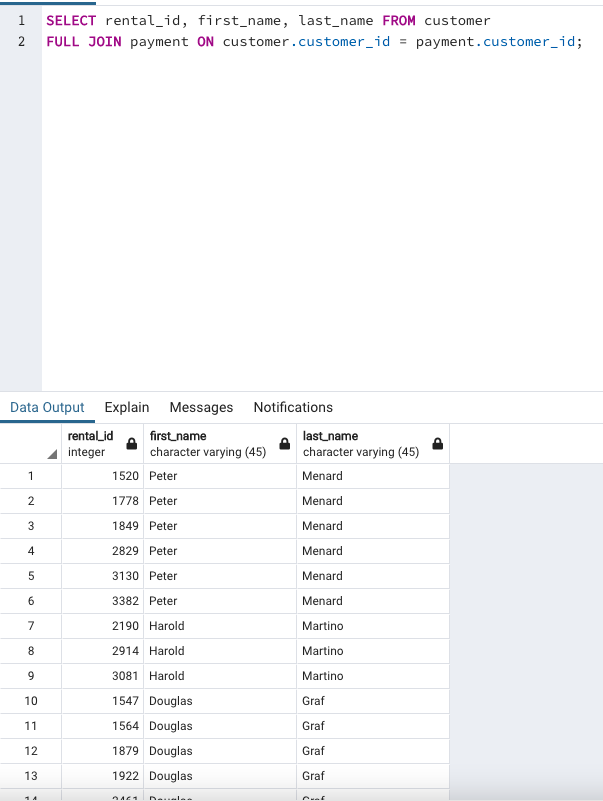 1 SELECT rental_id, first_name, last_name FROM customer
2 FULL JOIN payment ON customer.customer_id = payment.customer_id;
Data Output Explain Messages Notifications
rental_id first_name last_name
integer character varying (45) character varying (45)
1 1520 Peter Menard
2 1778 Peter Menard
3 1849 Peter Menard
4 2829 Peter Menard
5 3130 Peter Menard
6 3382 Peter Menard
7 2190 Harold Martino
8 2914 Harold Martino
9 3081 Harold Martino
10 1547 Douglas Graf
11 1564 Douglas Graf
12 1879 Douglas Graf
13 1922 Douglas Graf
14 2461 Douglas Graf